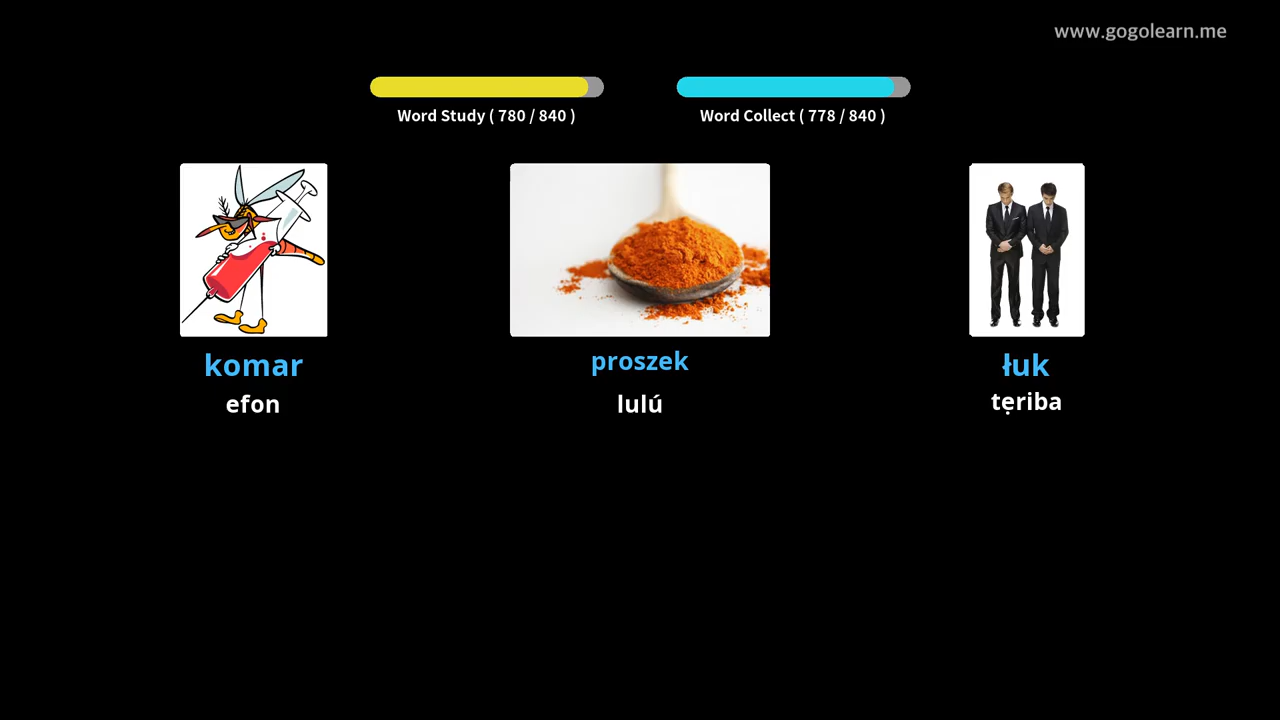 www.gogolearn.me
Word Study ( 780 / 840 )
Word Collect ( 778 / 840 )
komar
proszek
łuk
efon
lulú
tẹriba